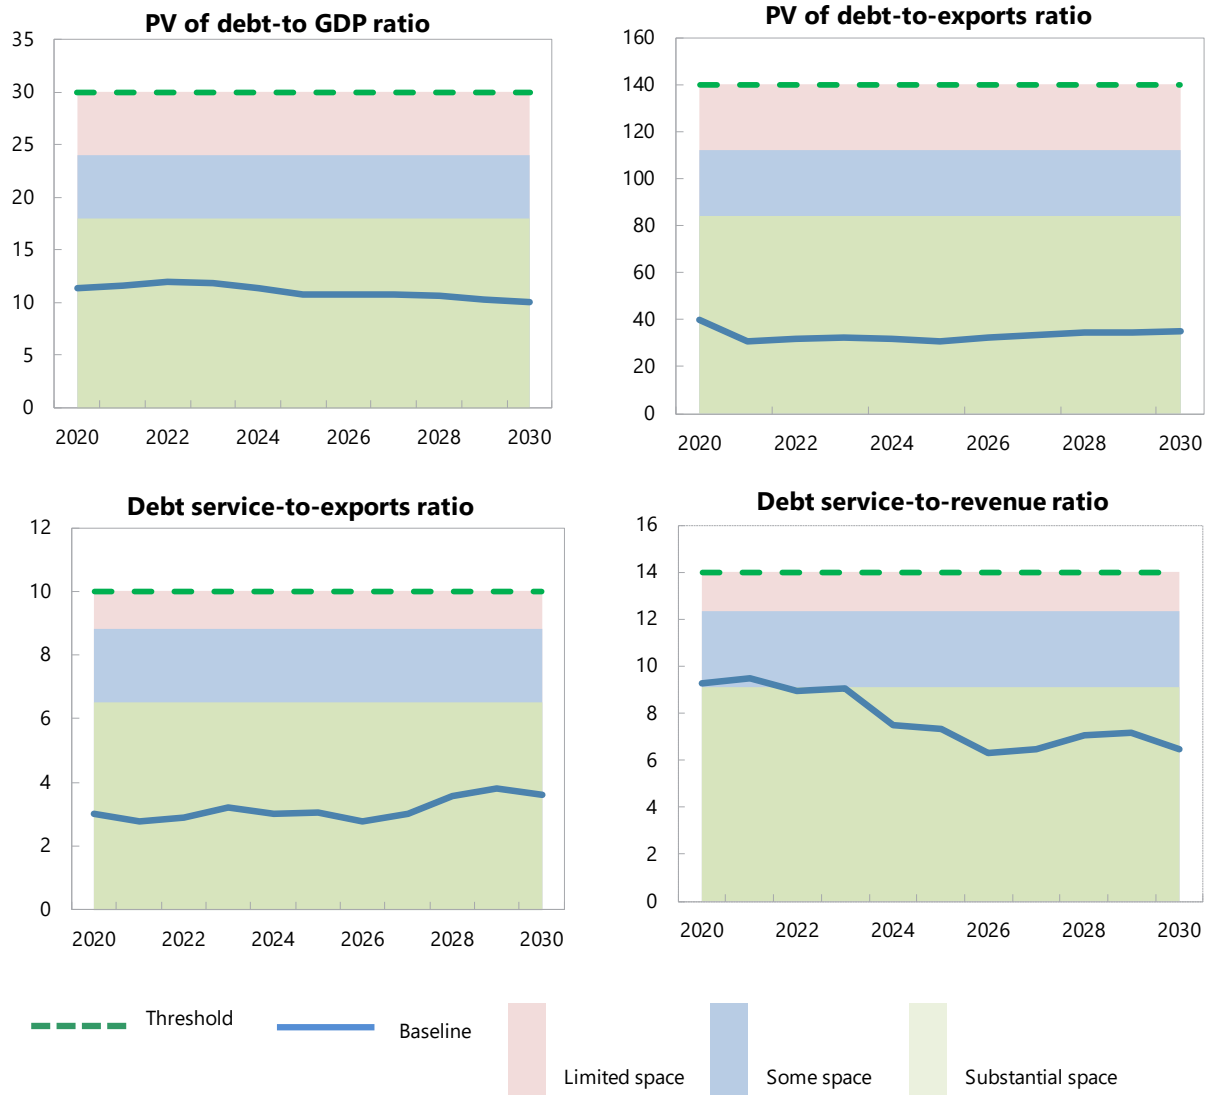 PV of debt-to GDP ratio
35
30
25
20
15
10
5
0
2020 2022 2024 2026 2028 2030
PV of debt-to-exports ratio
160
140
120
100
80
60
40
20
0
2020 2022 2024 2026 2028 2030
Debt service-to-exports ratio
12
10
8
6
4
2
0
2020 2022 2024 2026 2028 2030
Debt service-to-revenue ratio
16
14
12
10
8
6
4
2
0
2020 2022 2024 2026 2028 2030
Threshold
Baseline
Limited space
Some space
Substantial space